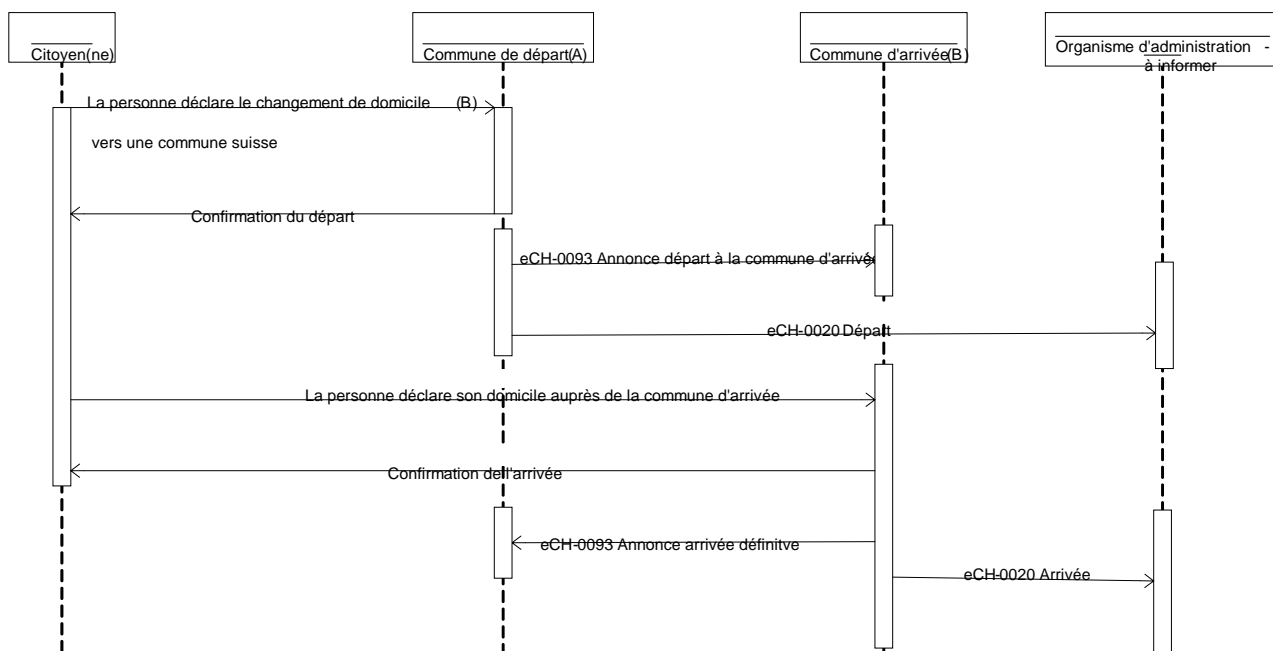 Citoyen(ne)
Commune de départ(A)
Commune d'arrivée(B)
Organisme d'administration -
à informer
La personne déclare le changement de domicile (B)
vers une commune suisse
Confirmation du départ
eCH-0093 Annonce départ à la commune d'arrivée
eCH-0020 Départ
La personne déclare son domicile auprès de la commune d'arrivée
Confirmation de l'arrivée
eCH-0093 Annonce arrivée définitve
eCH-0020 Arrivée